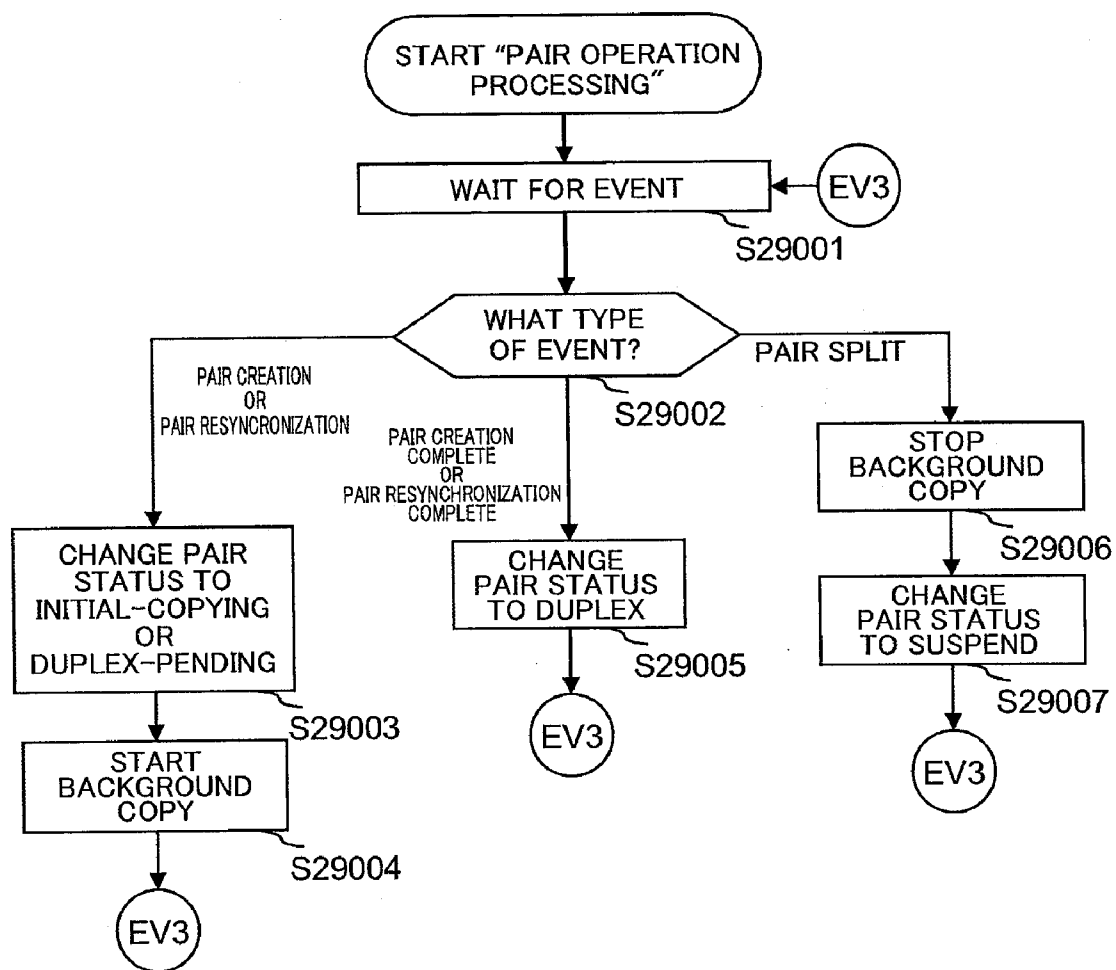 START "PAIR OPERATION
PROCESSING"
WAIT FOR EVENT
EV3
S29001
WHAT TYPE
OF EVENT?
S29002
PAIR CREATION
OR
PAIR RESYNCRONIZATION
CHANGE PAIR
STATUS TO
INITIAL-COPYING
OR
DUPLEX-PENDING
S29003
START
BACKGROUND
COPY
S29004
EV3
PAIR CREATION
COMPLETE
OR
PAIR RESYNCHRONIZATION
COMPLETE
CHANGE
PAIR STATUS
TO DUPLEX
S29005
EV3
PAIR SPLIT
STOP
BACKGROUND
COPY
S29006
CHANGE
PAIR STATUS
TO SUSPEND
S29007
EV3